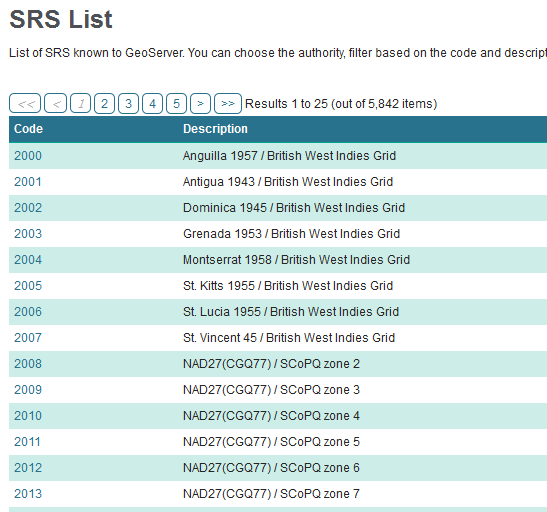 SRS List
List of SRS known to GeoServer. You can choose the authority, filter based on the code and descript
<< < 1 2 3 4 5 > >> Results 1 to 25 (out of 5,842 items)
Code Description
2000 Anguilla 1957 / British West Indies Grid
2001 Antigua 1943 / British West Indies Grid
2002 Dominica 1945 / British West Indies Grid
2003 Grenada 1953 / British West Indies Grid
2004 Montserrat 1958 / British West Indies Grid
2005 St. Kitts 1955 / British West Indies Grid
2006 St. Lucia 1955 / British West Indies Grid
2007 St. Vincent 45 / British West Indies Grid
2008 NAD27(CGQ77) / SCoPQ zone 2
2009 NAD27(CGQ77) / SCoPQ zone 3
2010 NAD27(CGQ77) / SCoPQ zone 4
2011 NAD27(CGQ77) / SCoPQ zone 5
2012 NAD27(CGQ77) / SCoPQ zone 6
2013 NAD27(CGQ77) / SCoPQ zone 7